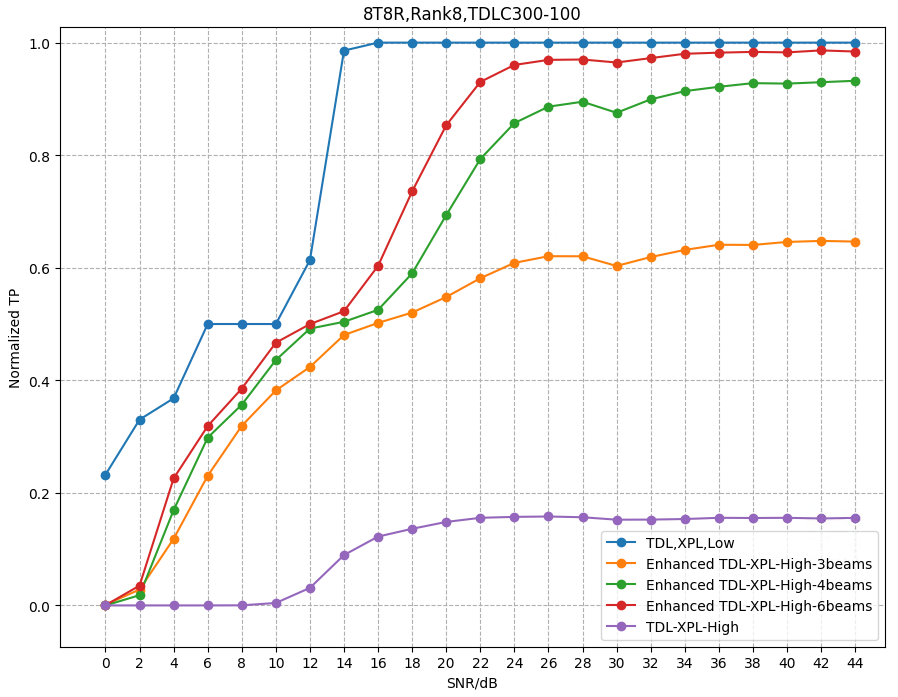 8T8R,Rank8,TDLC300-100
Normalized TP
1.0
0.8
0.6
0.4
0.2
0.0
TDL,XPL,Low
Enhanced TDL-XPL-High-3beams
Enhanced TDL-XPL-High-4beams
Enhanced TDL-XPL-High-6beams
TDL-XPL-High
0 2 4 6 8 10 12 14 16 18 20 22 24 26 28 30 32 34 36 38 40 42 44
SNR/dB